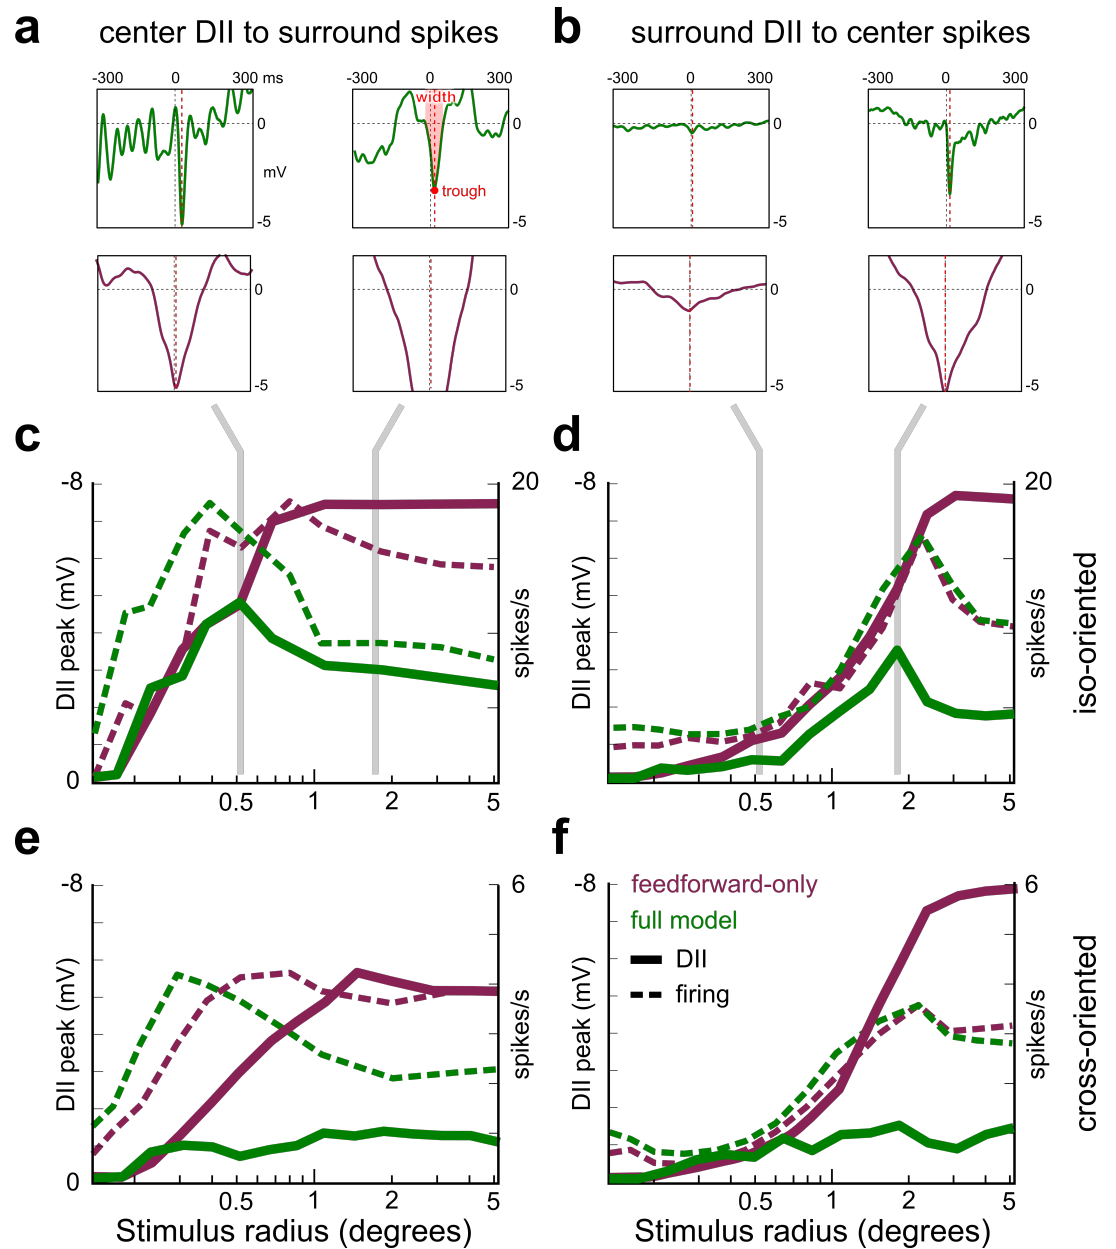 a center DII to surround spikes
b surround DII to center spikes
-300 0 300 ms
-300 0 300
-300 0 300
-300 0 300
width
0
0
0
0
mV
trough
-5
-5
-5
-5
0
0
0
0
-5
-5
-5
-5
c
d
-8
20
-8
20
DII peak (mV)
spikes/s
DII peak (mV)
spikes/s
iso-oriented
0
0.5 1 2 5
0.5 1 2 5
e
f
-8
6
-8
6
feedforward-only
full model
DII
firing
DII peak (mV)
spikes/s
DII peak (mV)
spikes/s
cross-oriented
0
0.5 1 2 5
0.5 1 2 5
Stimulus radius (degrees)
Stimulus radius (degrees)